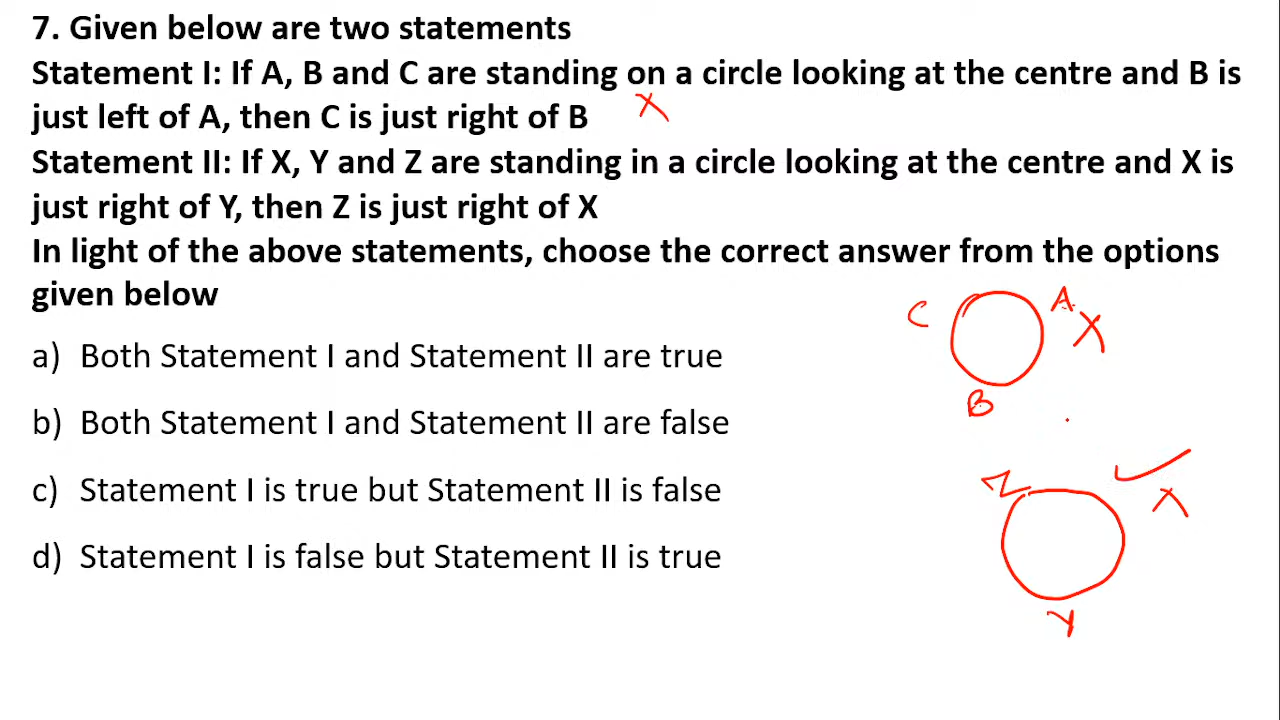 7. Given below are two statements
Statement I: If A, B and C are standing on a circle looking at the centre and B is
just left of A, then C is just right of B
Statement II: If X, Y and Z are standing in a circle looking at the centre and X is
just right of Y, then Z is just right of X
In light of the above statements, choose the correct answer from the options
given below
a) Both Statement I and Statement II are true
b) Both Statement I and Statement II are false
c) Statement I is true but Statement II is false
d) Statement I is false but Statement II is true
C A
B
Z X
Y